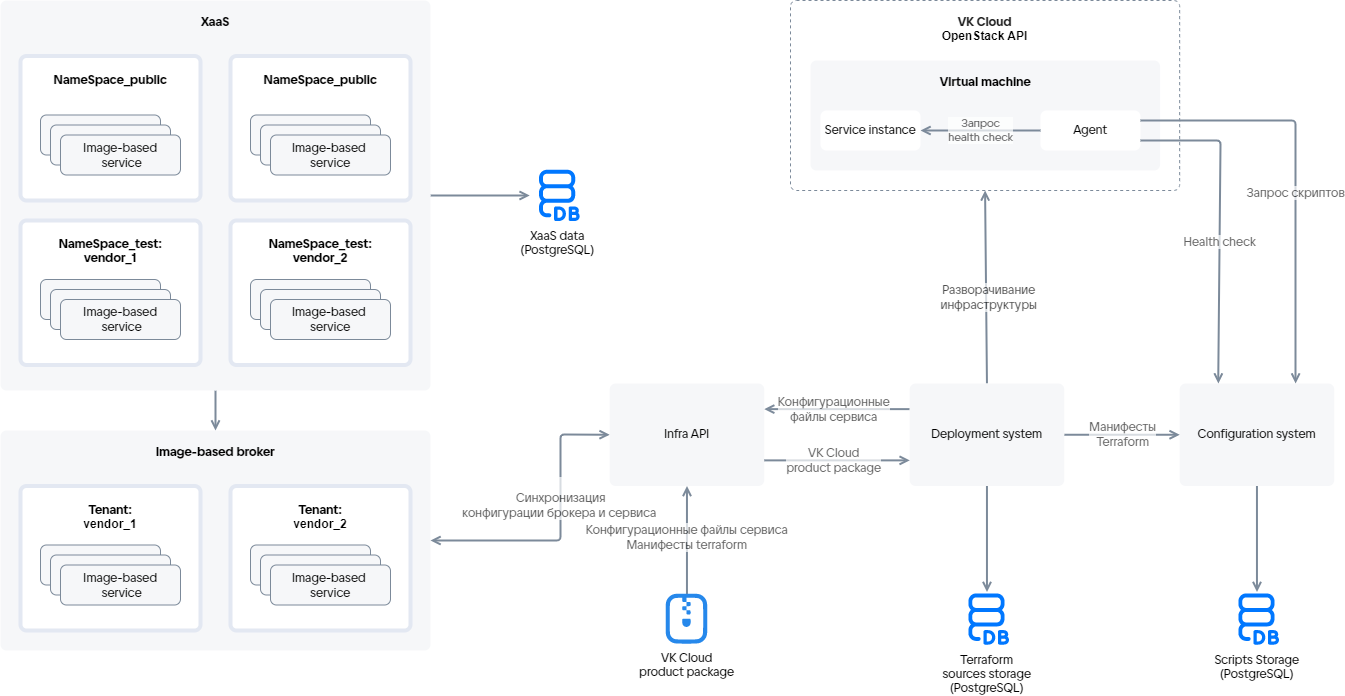 XaaS
NameSpace_public
Image-based
service
NameSpace_public
Image-based
service
NameSpace_test:
vendor_1
Image-based
service
NameSpace_test:
vendor_2
Image-based
service
DB
XaaS data
(PostgreSQL)
VK Cloud
OpenStack API
Virtual machine
Service instance
Запрос
health check
Agent
Запрос скриптов
Health check
Разворачивание
инфраструктуры
Image-based broker
Tenant:
vendor_1
Image-based
service
Tenant:
vendor_2
Image-based
service
Синхронизация
конфигурации брокера и сервиса
Infra API
Конфигурационные
файлы сервиса
VK Cloud
product package
Deployment system
Манифесты
Terraform
Configuration system
Конфигурационные файлы сервиса
Манифесты terraform
VK Cloud
product package
DB
Terraform
sources storage
(PostgreSQL)
DB
Scripts Storage
(PostgreSQL)